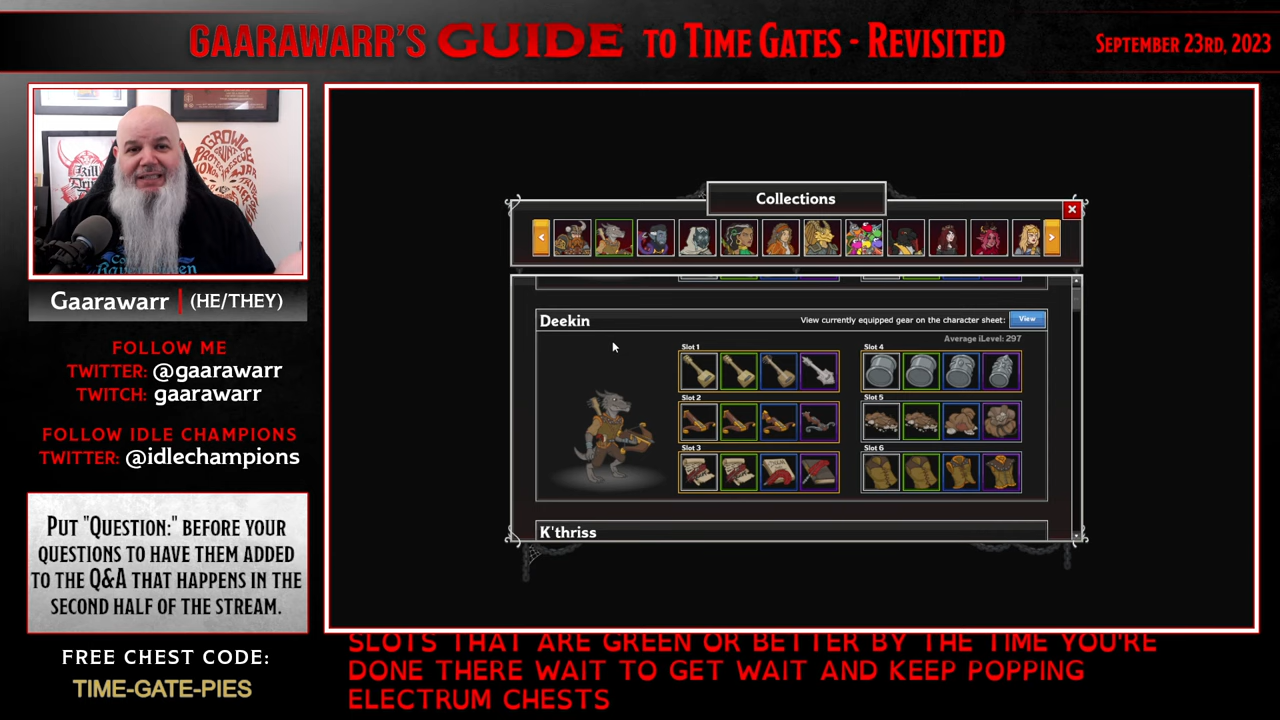 GAARAWARR'S GUIDE TO TIME GATES - REVISITED
SEPTEMBER 23RD, 2023
Gaarawarr | (HE/THEY)
FOLLOW ME
TWITTER: @gaarawarr
TWITCH: gaarawarr
FOLLOW IDLE CHAMPIONS
TWITTER: @idlechampions
PUT "QUESTION:" BEFORE YOUR
QUESTIONS TO HAVE THEM ADDED
TO THE Q&A THAT HAPPENS IN THE
SECOND HALF OF THE STREAM.
FREE CHEST CODE:
TIME-GATE-PIES
Collections
Deekin
View currently equipped gear on the character sheet:
View
Average iLevel: 297
Slot 1
Slot 4
Slot 2
Slot 5
Slot 3
Slot 6
K'thriss
SLOTS THAT ARE GREEN OR BETTER BY THE TIME YOU'RE
DONE THERE WAIT TO GET WAIT AND KEEP POPPING
ELECTRUM CHESTS